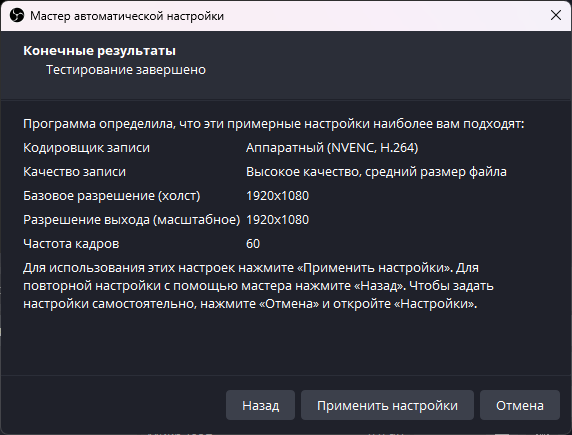 Мастер автоматической настройки
Конечные результаты
Тестирование завершено
Программа определила, что эти примерные настройки наиболее вам подходят:
Кодировщик записи Аппаратный (NVENC, H.264)
Качество записи Высокое качество, средний размер файла
Базовое разрешение (холст) 1920x1080
Разрешение выхода (масштабное) 1920x1080
Частота кадров 60
Для использования этих настроек нажмите «Применить настройки». Для
повторной настройки с помощью мастера нажмите «Назад». Чтобы задать
настройки самостоятельно, нажмите «Отмена» и откройте «Настройки».
Назад Применить настройки Отмена